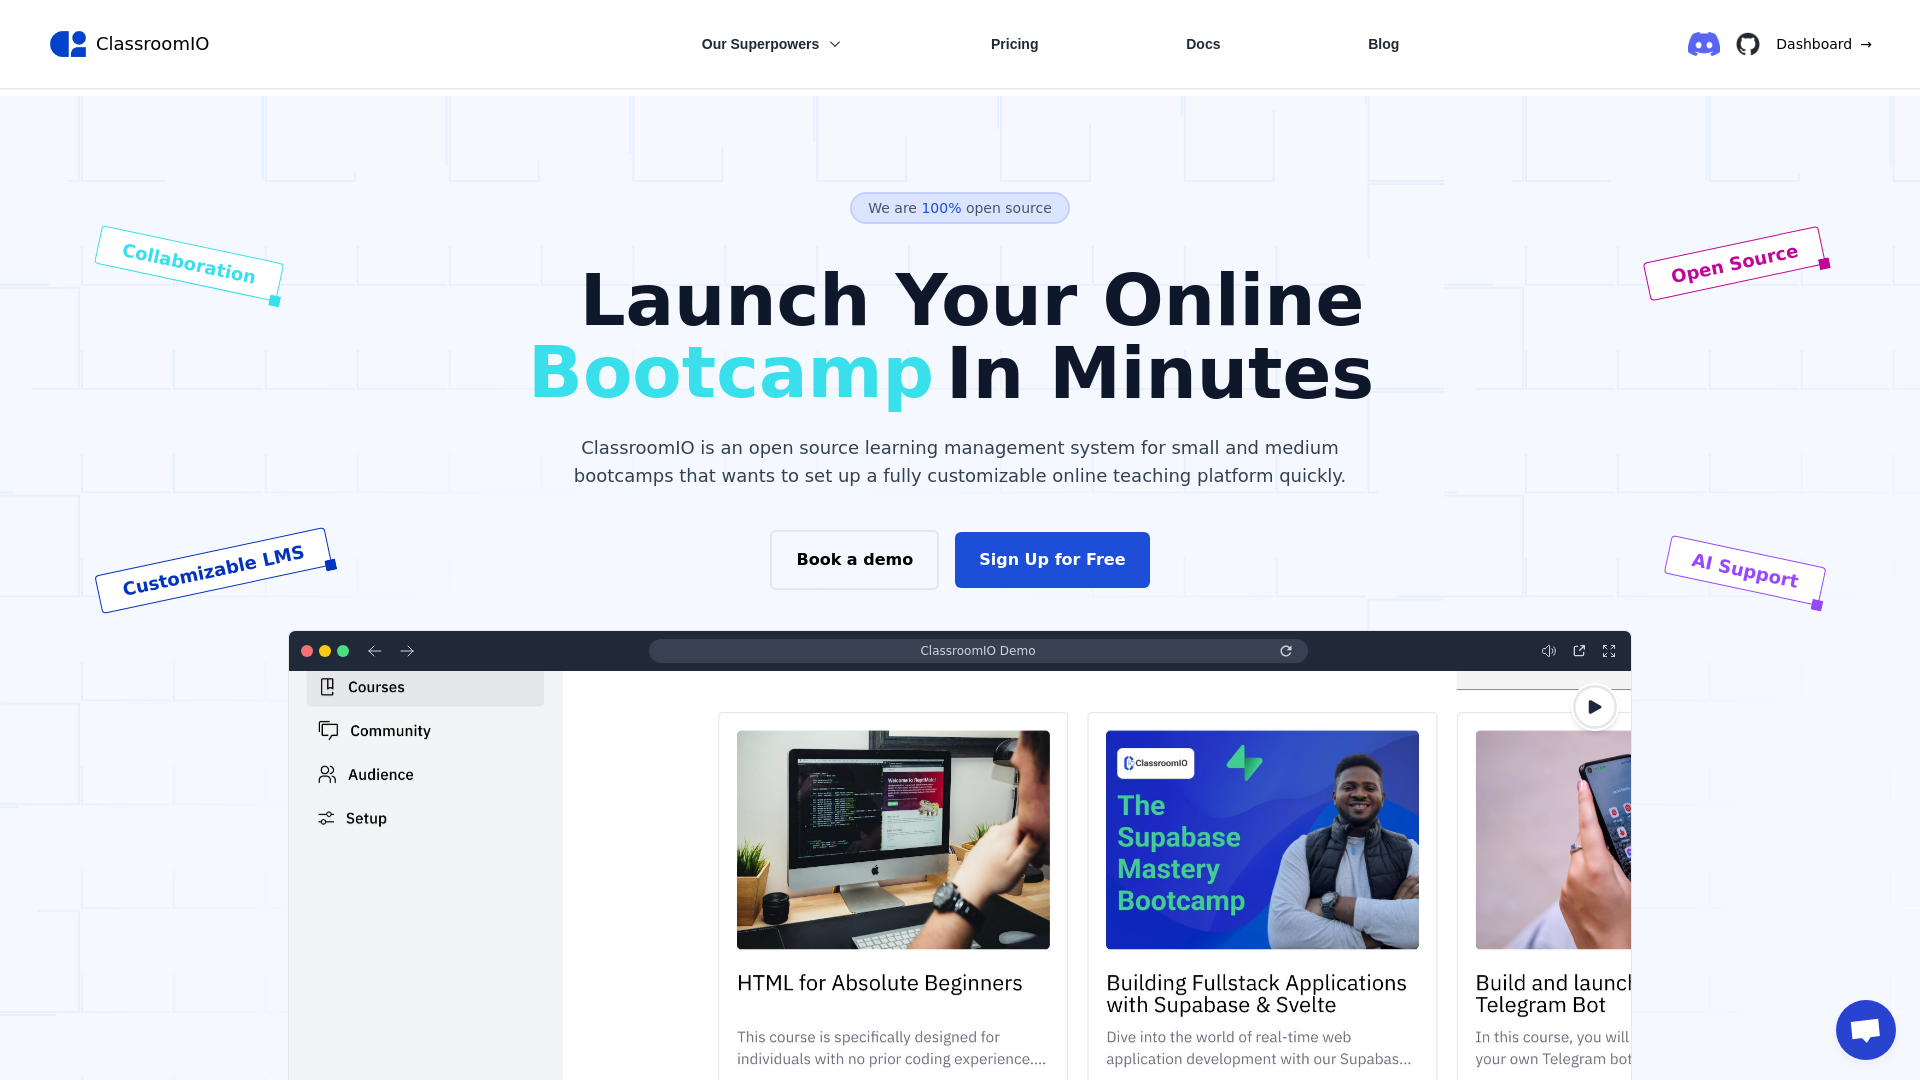 ClassroomIO
Our Superpowers
Pricing
Docs
Blog
Dashboard →
We are 100% open source
Collaboration
Open Source
Launch Your Online
Bootcamp In Minutes
ClassroomIO is an open source learning management system for small and medium
bootcamps that wants to set up a fully customizable online teaching platform quickly.
Customizable LMS
AI Support
Book a demo
Sign Up for Free
ClassroomIO Demo
Courses
Community
Audience
Setup
ClassroomIO
The
Supabase
Mastery
Bootcamp
HTML for Absolute Beginners
This course is specifically designed for
individuals with no prior coding experience....
Building Fullstack Applications
with Supabase & Svelte
Dive into the world of real-time web
application development with our Supabas...
Build and launch
Telegram Bot
In this course, you will
your own Telegram bot